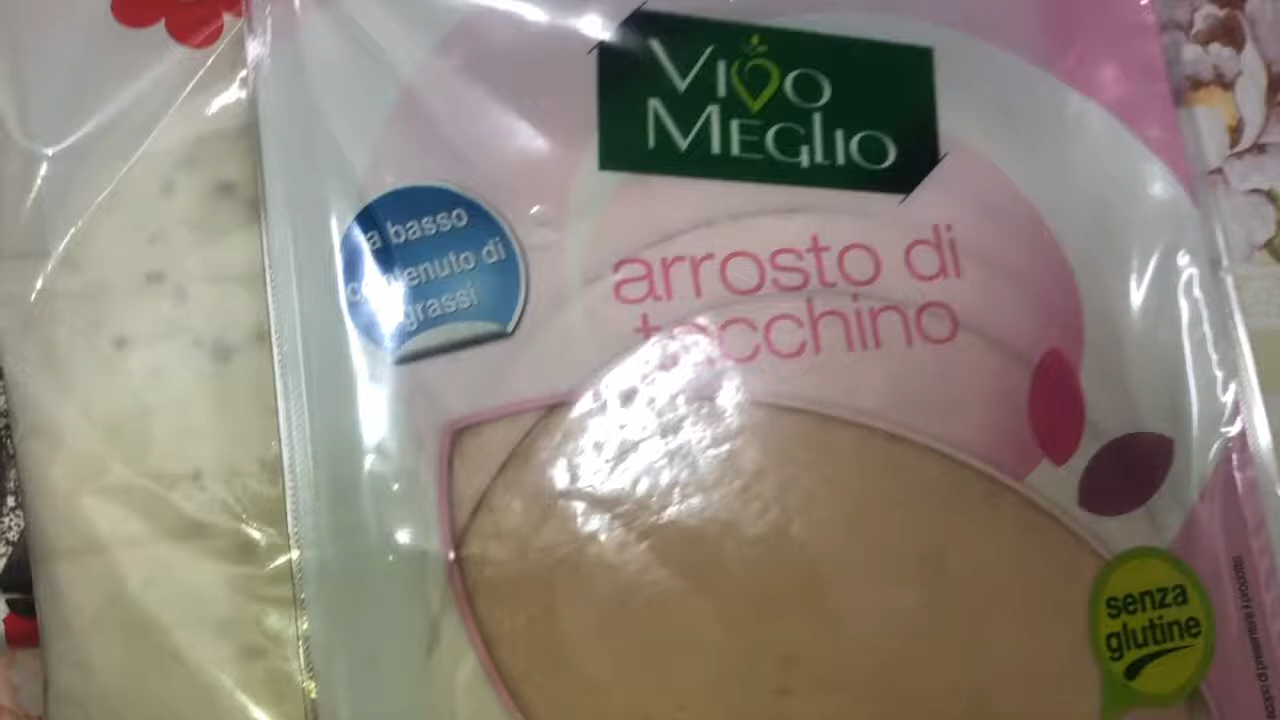 VIVO
MEGLIO
a basso
contenuto di
grassi
arrosto di
tacchino
senza
glutine